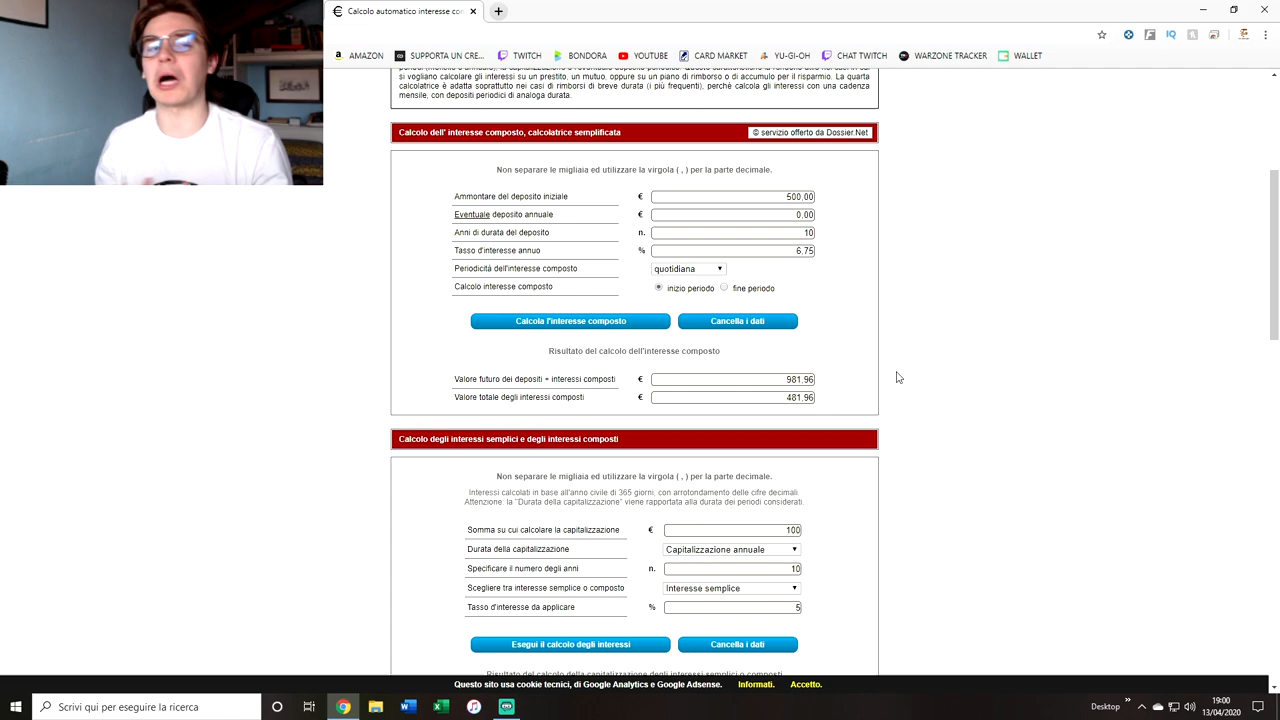 Calcolo automatico interesse con
AMAZON
SUPPORTA UN CRE...
TWITCH
BONDORA
YOUTUBE
CARD MARKET
YU-GI-OH
CHAT TWITCH
WARZONE TRACKER
WALLET
si vogliano calcolare gli interessi su un prestito, un mutuo, oppure su un piano di rimborso o di accumulo per il risparmio. La quarta
calcolatrice è adatta soprattutto nei casi di rimborsi di breve durata (i più frequenti), perchè calcola gli interessi con una cadenza
mensile, con depositi periodici di analoga durata.
Calcolo dell' interesse composto, calcolatrice semplificata
© servizio offerto da Dossier.Net
Non separare le migliaia ed utilizzare la virgola ( , ) per la parte decimale.
Ammontare del deposito iniziale € 500,00
Eventuale deposito annuale € 0.00
Anni di durata del deposito n. 10
Tasso d'interesse annuo % 6,75
Periodicità dell'interesse composto quotidiana
Calcolo interesse composto inizio periodo fine periodo
Calcola l'interesse composto Cancella i dati
Risultato del calcolo dell'interesse composto
Valore futuro dei depositi + interessi composti € 981,96
Valore totale degli interessi composti € 481,96
Calcolo degli interessi semplici e degli interessi composti
Non separare le migliaia ed utilizzare la virgola ( , ) per la parte decimale.
Interessi calcolati in base all'anno civile di 365 giorni, con arrotondamento delle cifre decimali
Attenzione: la "Durata della capitalizzazione" viene rapportata alla durata dei periodi considerati.
Somma su cui calcolare la capitalizzazione € 100
Durata della capitalizzazione Capitalizzazione annuale
Specificare il numero degli anni n. 10
Scegliere tra interesse semplice o composto Interesse semplice
Tasso d'interesse da applicare % 5
Esegui il calcolo degli interessi Cancella i dati
Risultato del calcolo della capitalizzazione degli interessi semplici o composti
Questo sito usa cookie tecnici, di Google Analytics e Google Adsense. Informati. Accetto.
Scrivi qui per eseguire la ricerca
Desktop
19:00
13/04/2020